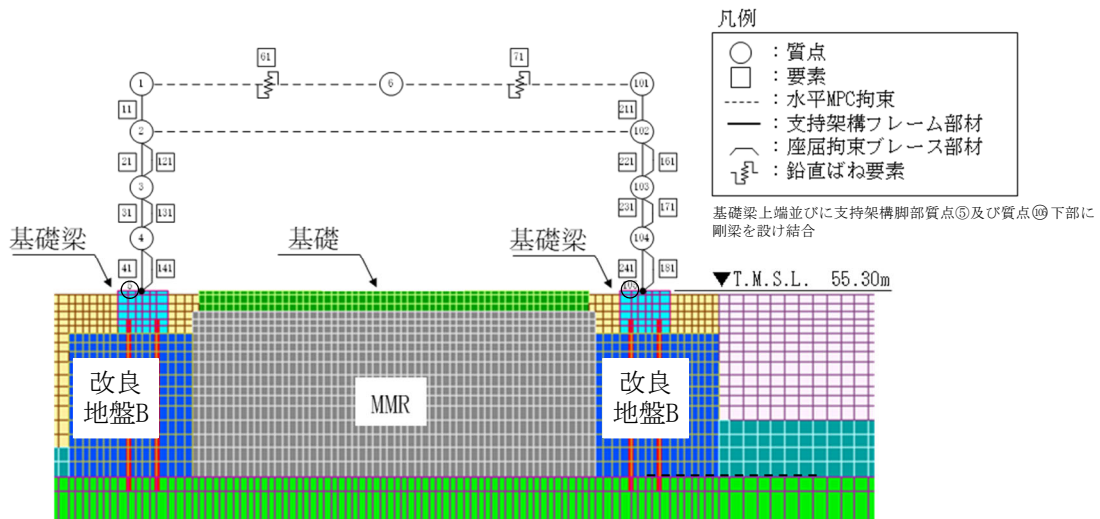 凡例
○：質点
□：要素
-----：水平MPC拘束
：支持架構フレーム部材
：座屈拘束ブレース部材
：鉛直ばね要素
基礎梁上端並びに支持架構脚部質点⑤及び質点105下部に
剛梁を設け結合
61
71
1
6
101
11
211
2
102
21
121
221
161
3
103
31
131
231
171
4
104
41
141
241
181
5
105
基礎梁
基礎
基礎梁
▼T.M.S.L. 55.30m
改良
地盤B
MMR
改良
地盤B